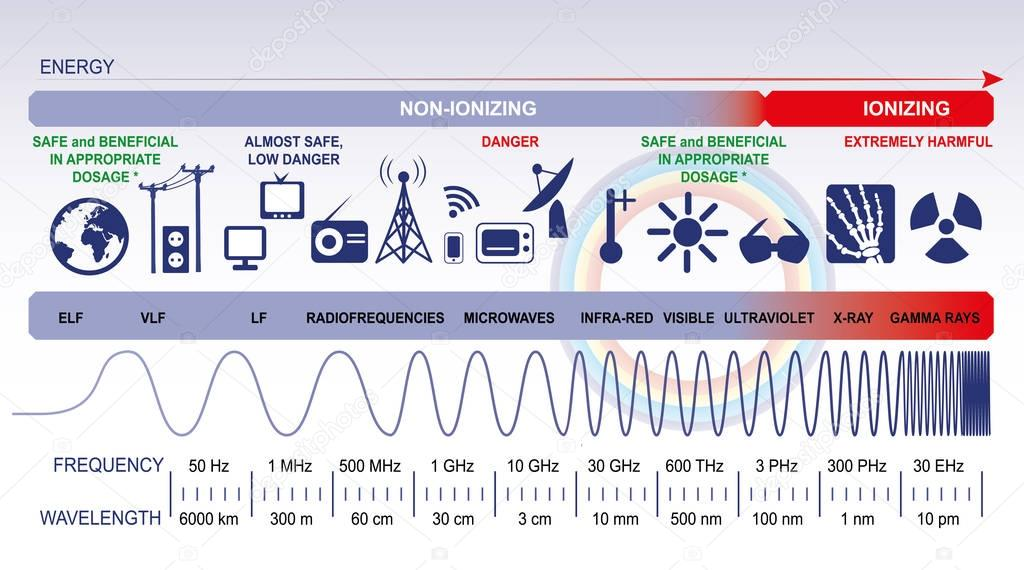 ENERGY
NON-IONIZING IONIZING
SAFE and BENEFICIAL
IN APPROPRIATE
DOSAGE *
ALMOST SAFE,
LOW DANGER
DANGER
SAFE and BENEFICIAL
IN APPROPRIATE
DOSAGE *
EXTREMELY HARMFUL
ELF VLF LF RADIOFREQUENCIES MICROWAVES INFRA-RED VISIBLE ULTRAVIOLET X-RAY GAMMA RAYS
FREQUENCY 50 Hz 1 MHz 500 MHz 1 GHz 10 GHz 30 GHz 600 THz 3 PHz 300 PHz 30 EHz
WAVELENGTH 6000 km 300 m 60 cm 30 cm 3 cm 10 mm 500 nm 100 nm 1 nm 10 pm
depositphotos